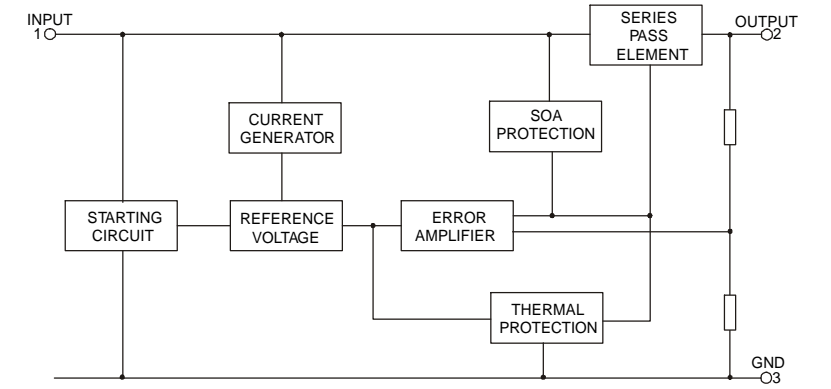 INPUT
1
SERIES
PASS
ELEMENT
OUTPUT
2
CURRENT
GENERATOR
SOA
PROTECTION
STARTING
CIRCUIT
REFERENCE
VOLTAGE
ERROR
AMPLIFIER
THERMAL
PROTECTION
GND
3